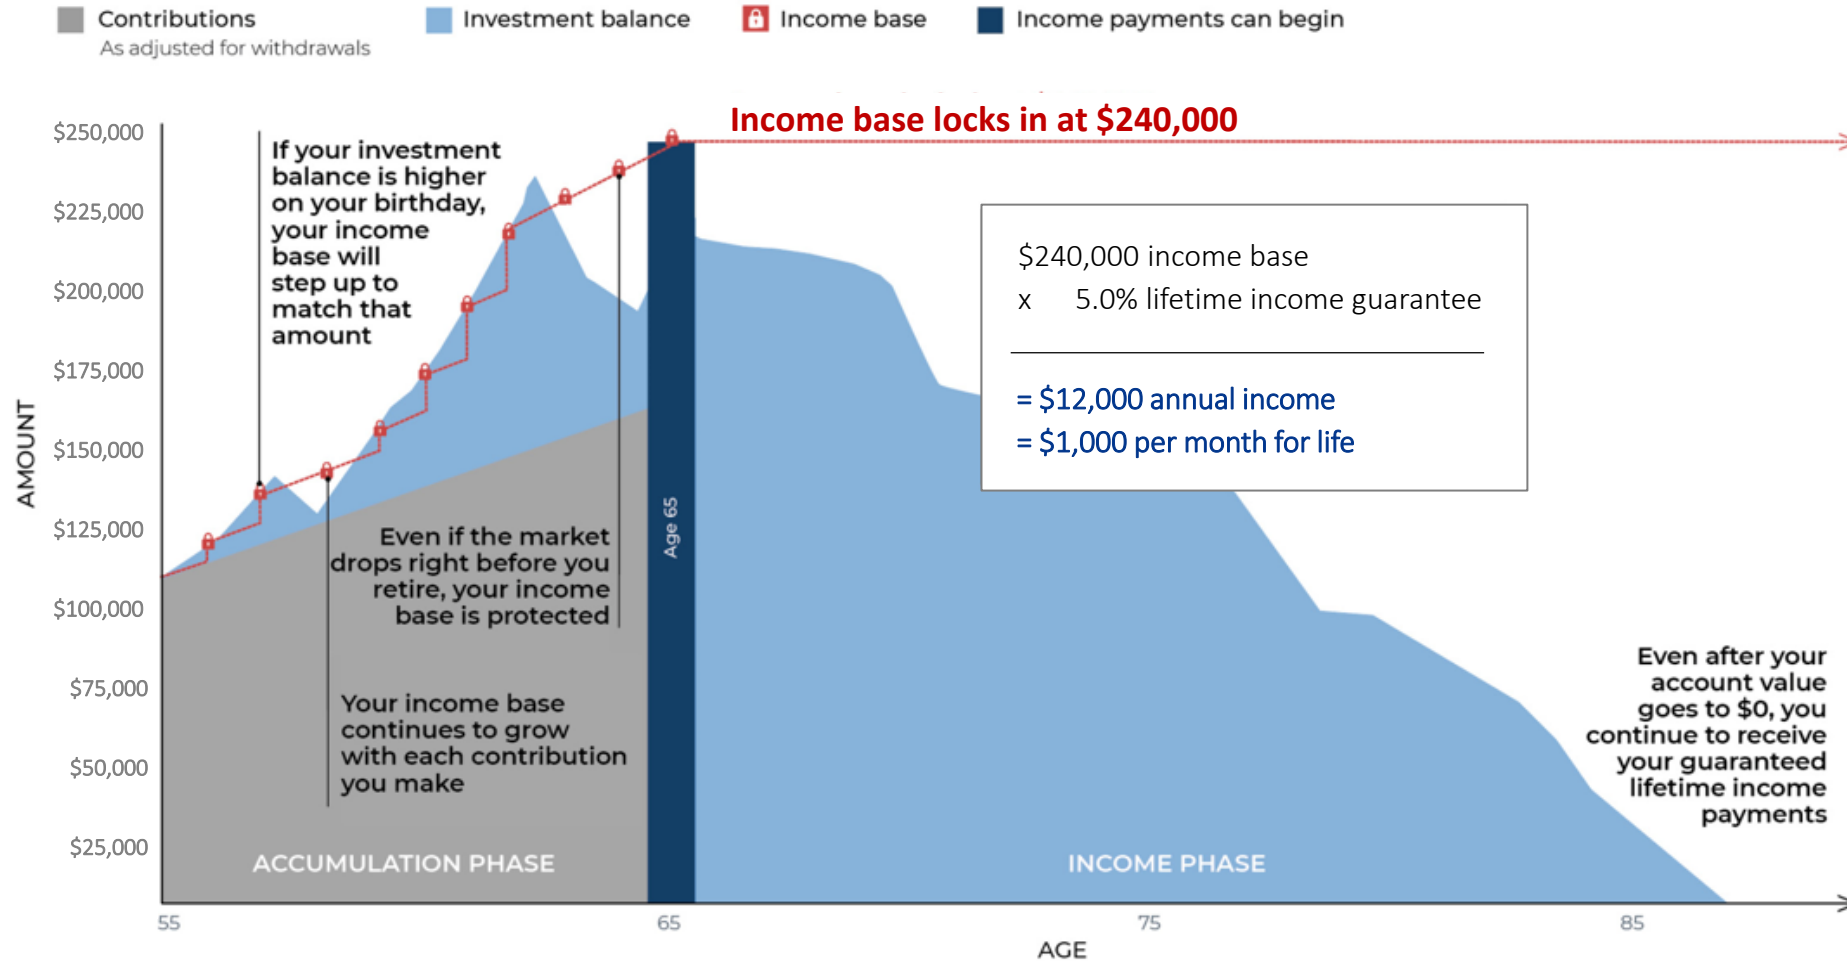 Contributions
As adjusted for withdrawals
Investment balance
Income base
Income payments can begin
Income base locks in at $240,000
$250,000
$225,000
$200,000
$175,000
$150,000
$125,000
$100,000
$75,000
$50,000
$25,000
AMOUNT
If your investment
balance is higher
on your birthday,
your income
base will
step up to
match that
amount
Even if the market
drops right before you
retire, your income
base is protected
Your income base
continues to grow
with each contribution
you make
ACCUMULATION PHASE
Age 65
$240,000 income base
x 5.0% lifetime income guarantee
= $12,000 annual income
= $1,000 per month for life
Even after your
account value
goes to $0, you
continue to receive
your guaranteed
lifetime income
payments
INCOME PHASE
55
65
75
85
AGE